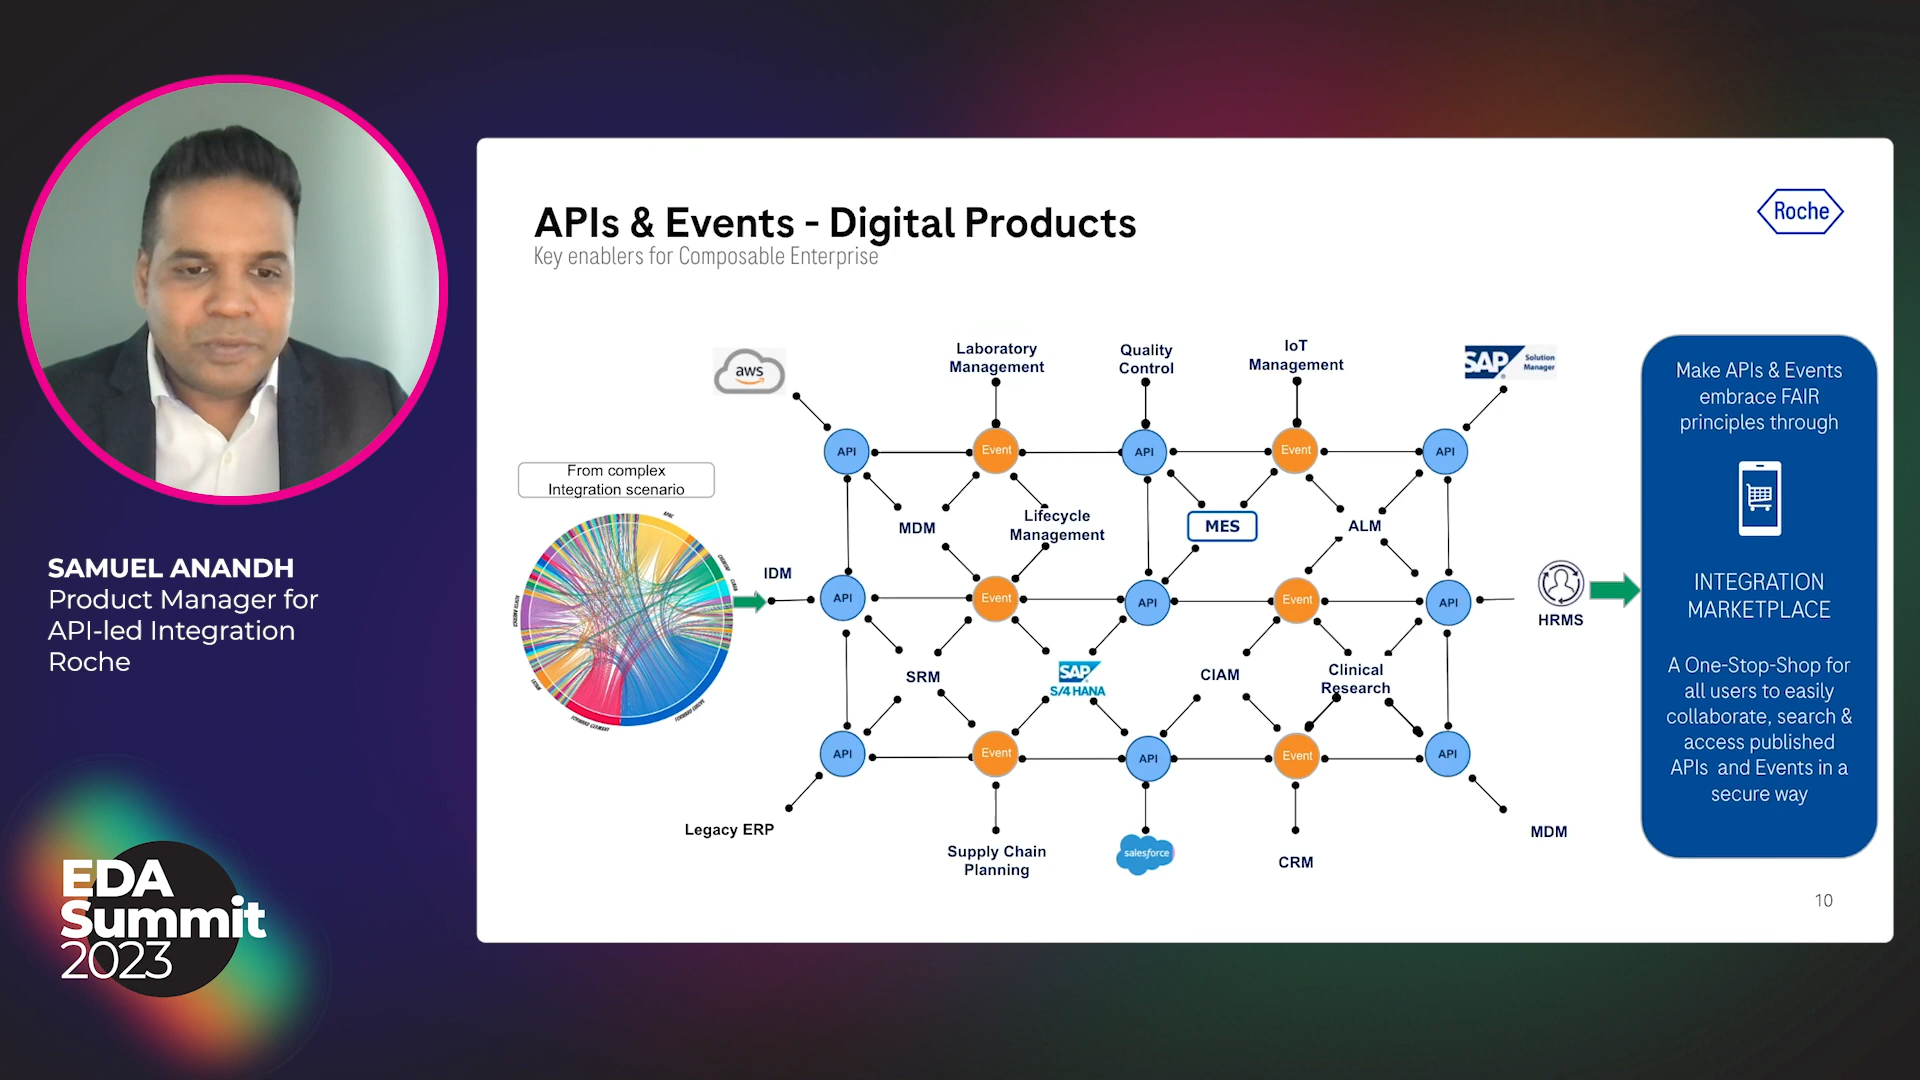 SAMUEL ANANDH
Product Manager for
API-led Integration
Roche
EDA
Summit
2023
APIs & Events - Digital Products
Key enablers for Composable Enterprise
Roche
From complex
Integration scenario
APAC
aws
Laboratory
Management
Quality
Control
IoT
Management
SAP
Solution
Manager
API
Event
API
Event
API
MDM
Lifecycle
Management
MES
ALM
IDM
API
Event
API
Event
API
HRMS
SRM
SAP
S/4 HANA
CIAM
Clinical
Research
API
Event
API
Event
API
Legacy ERP
Supply Chain
Planning
salesforce
CRM
MDM
Make APIs & Events
embrace FAIR
principles through
INTEGRATION
MARKETPLACE
A One-Stop-Shop for
all users to easily
collaborate, search &
access published
APIs and Events in a
secure way
10